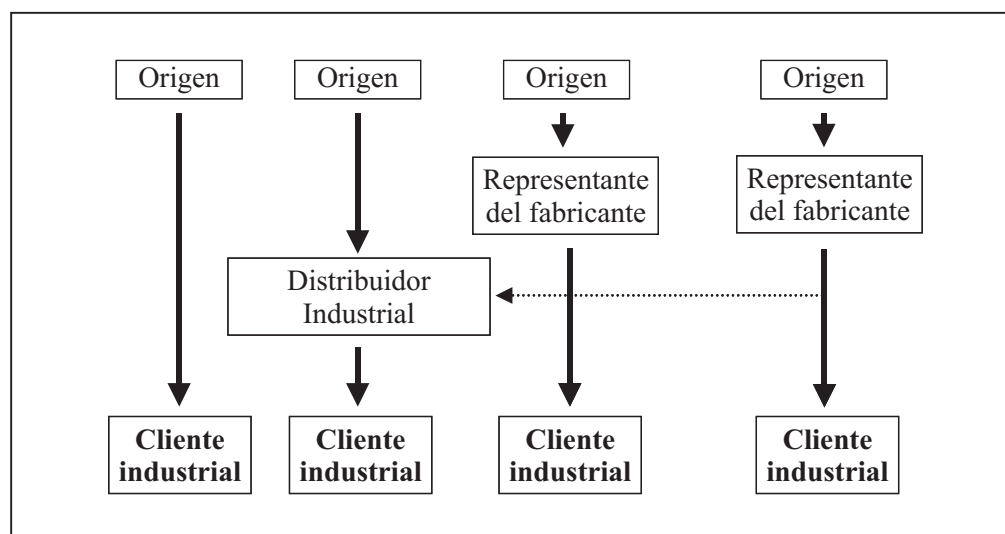 Origen
Origen
Origen
Origen
Representante
del fabricante
Representante
del fabricante
Distribuidor
Industrial
Cliente
industrial
Cliente
industrial
Cliente
industrial
Cliente
industrial